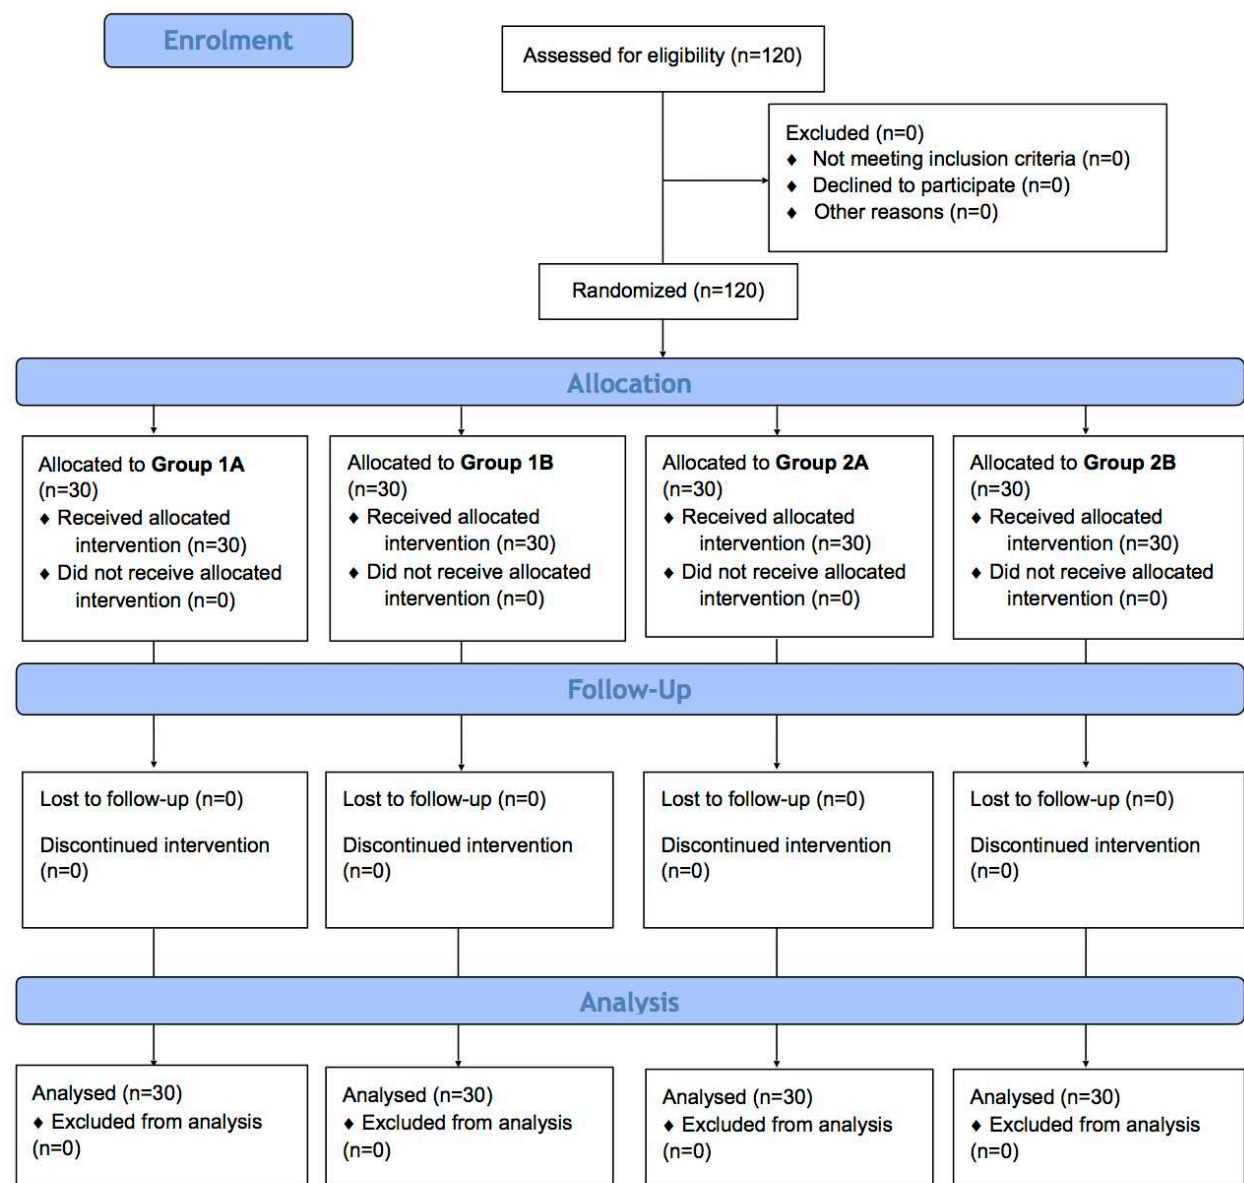 Enrolment
Assessed for eligibility (n=120)
Excluded (n=0)
♦ Not meeting inclusion criteria (n=0)
♦ Declined to participate (n=0)
♦ Other reasons (n=0)
Randomized (n=120)
Allocation
Allocated to Group 1A
(n=30)
♦ Received allocated
intervention (n=30)
♦ Did not receive allocated
intervention (n=0)
Allocated to Group 1B
(n=30)
♦ Received allocated
intervention (n=30)
♦ Did not receive allocated
intervention (n=0)
Allocated to Group 2A
(n=30)
♦ Received allocated
intervention (n=30)
♦ Did not receive allocated
intervention (n=0)
Allocated to Group 2B
(n=30)
♦ Received allocated
intervention (n=30)
♦ Did not receive allocated
intervention (n=0)
Follow-Up
Lost to follow-up (n=0)
Discontinued intervention
(n=0)
Lost to follow-up (n=0)
Discontinued intervention
(n=0)
Lost to follow-up (n=0)
Discontinued intervention
(n=0)
Lost to follow-up (n=0)
Discontinued intervention
(n=0)
Analysis
Analysed (n=30)
♦ Excluded from analysis
(n=0)
Analysed (n=30)
♦ Excluded from analysis
(n=0)
Analysed (n=30)
♦ Excluded from analysis
(n=0)
Analysed (n=30)
♦ Excluded from analysis
(n=0)